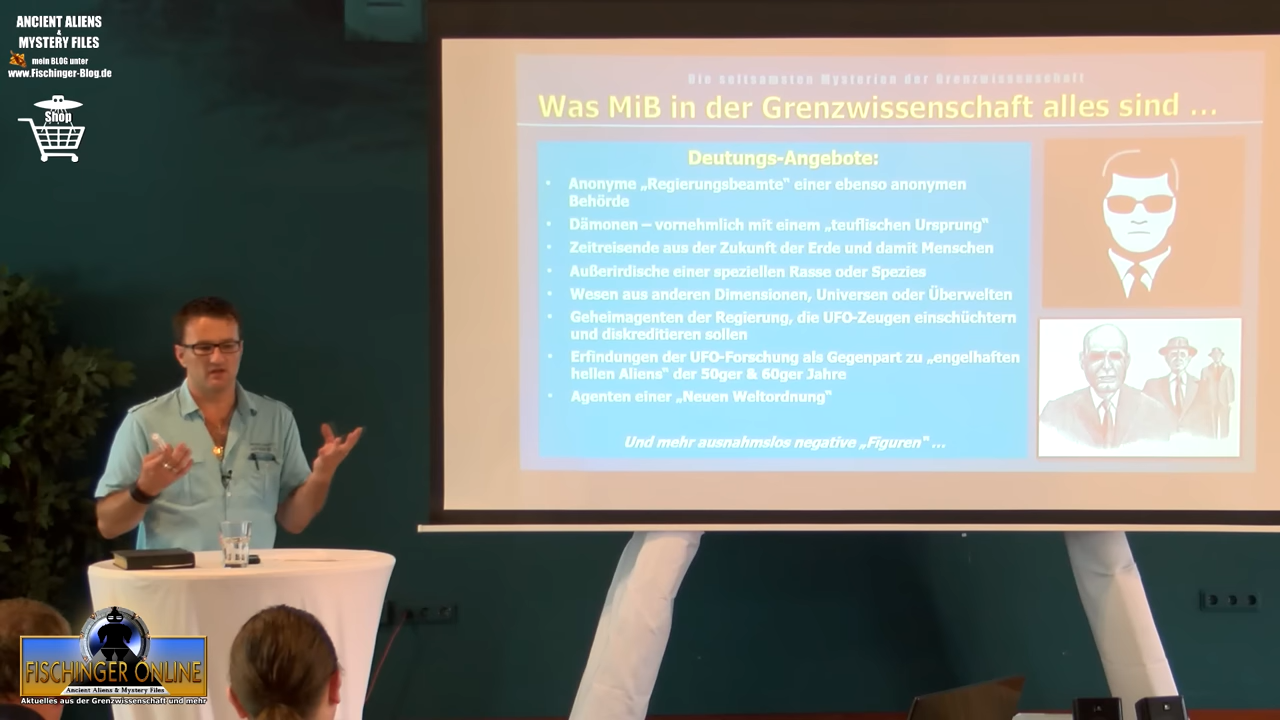 ANCIENT ALIENS
&
MYSTERY FILES
mein BLOG unter
www.Fischinger-Blog.de
Shop
Die seltsamsten Mysterien der Grenzwissenschaft
Was MiB in der Grenzwissenschaft alles sind ...
Deutungs-Angebote:
• Anonyme „Regierungsbeamte“ einer ebenso anonymen
Behörde
• Dämonen – vornehmlich mit einem „teuflischen Ursprung“
• Zeitreisende aus der Zukunft der Erde und damit Menschen
• Außerirdische einer speziellen Rasse oder Spezies
• Wesen aus anderen Dimensionen, Universen oder Überwelten
• Geheimagenten der Regierung, die UFO-Zeugen einschüchtern
und diskreditieren sollen
• Erfindungen der UFO-Forschung als Gegenpart zu „engelhaften
hellen Aliens“ der 50ger & 60ger Jahre
• Agenten einer „Neuen Weltordnung“
Und mehr ausnahmslos negative „Figuren“ ...
FISCHINGER ONLINE
Ancient Aliens & Mystery Files
Aktuelles aus der Grenzwissenschaft und mehr